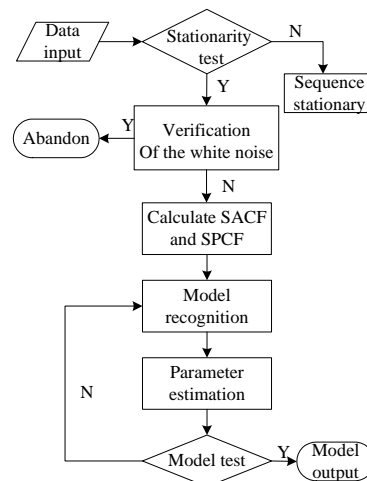 Data
input
Stationarity
test
N
Y
Sequence
stationary
Verification
Of the white noise
Y
Abandon
N
Calculate SACF
and SPCF
Model
recognition
Parameter
estimation
N
Model test
Y
Model
output